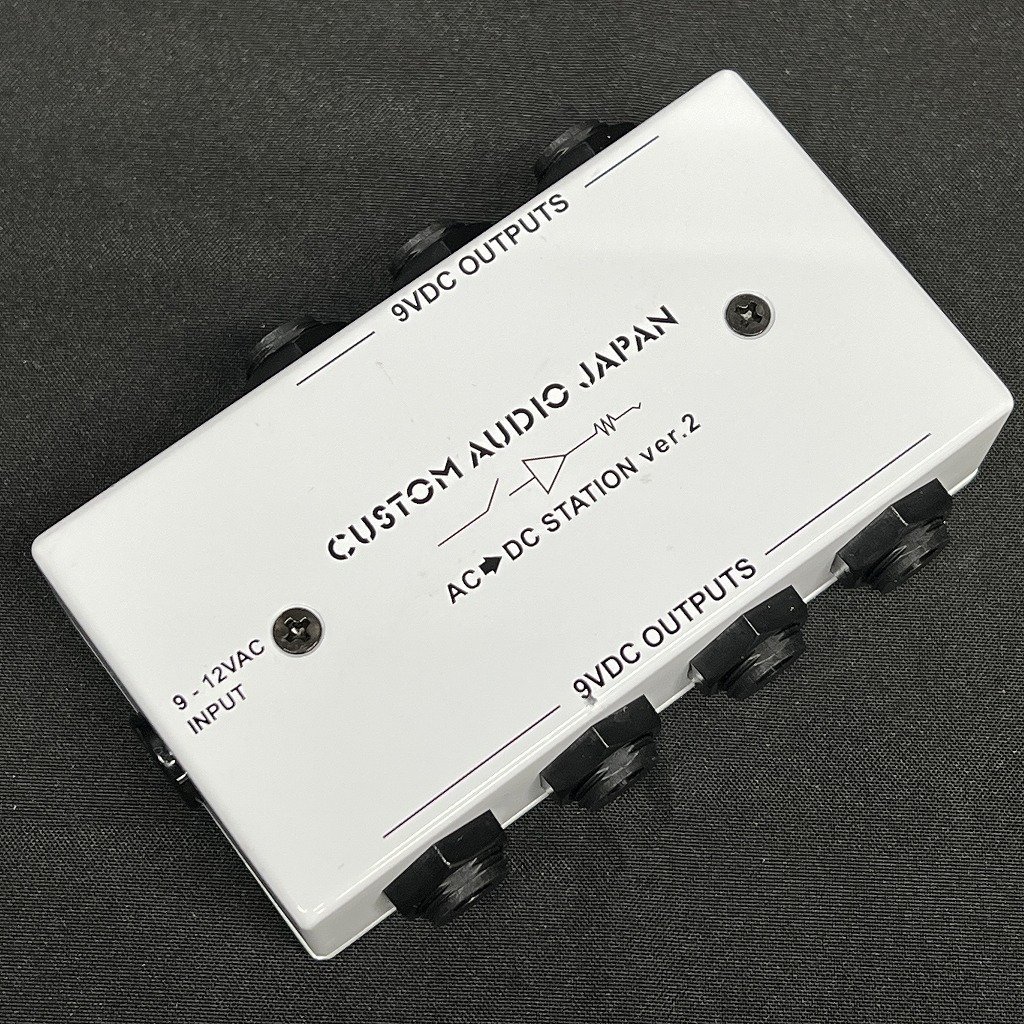 9VDC OUTPUTS
CUSTOM AUDIO JAPAN
AC➡DC STATION ver.2
9VDC OUTPUTS
9 - 12VAC
INPUT